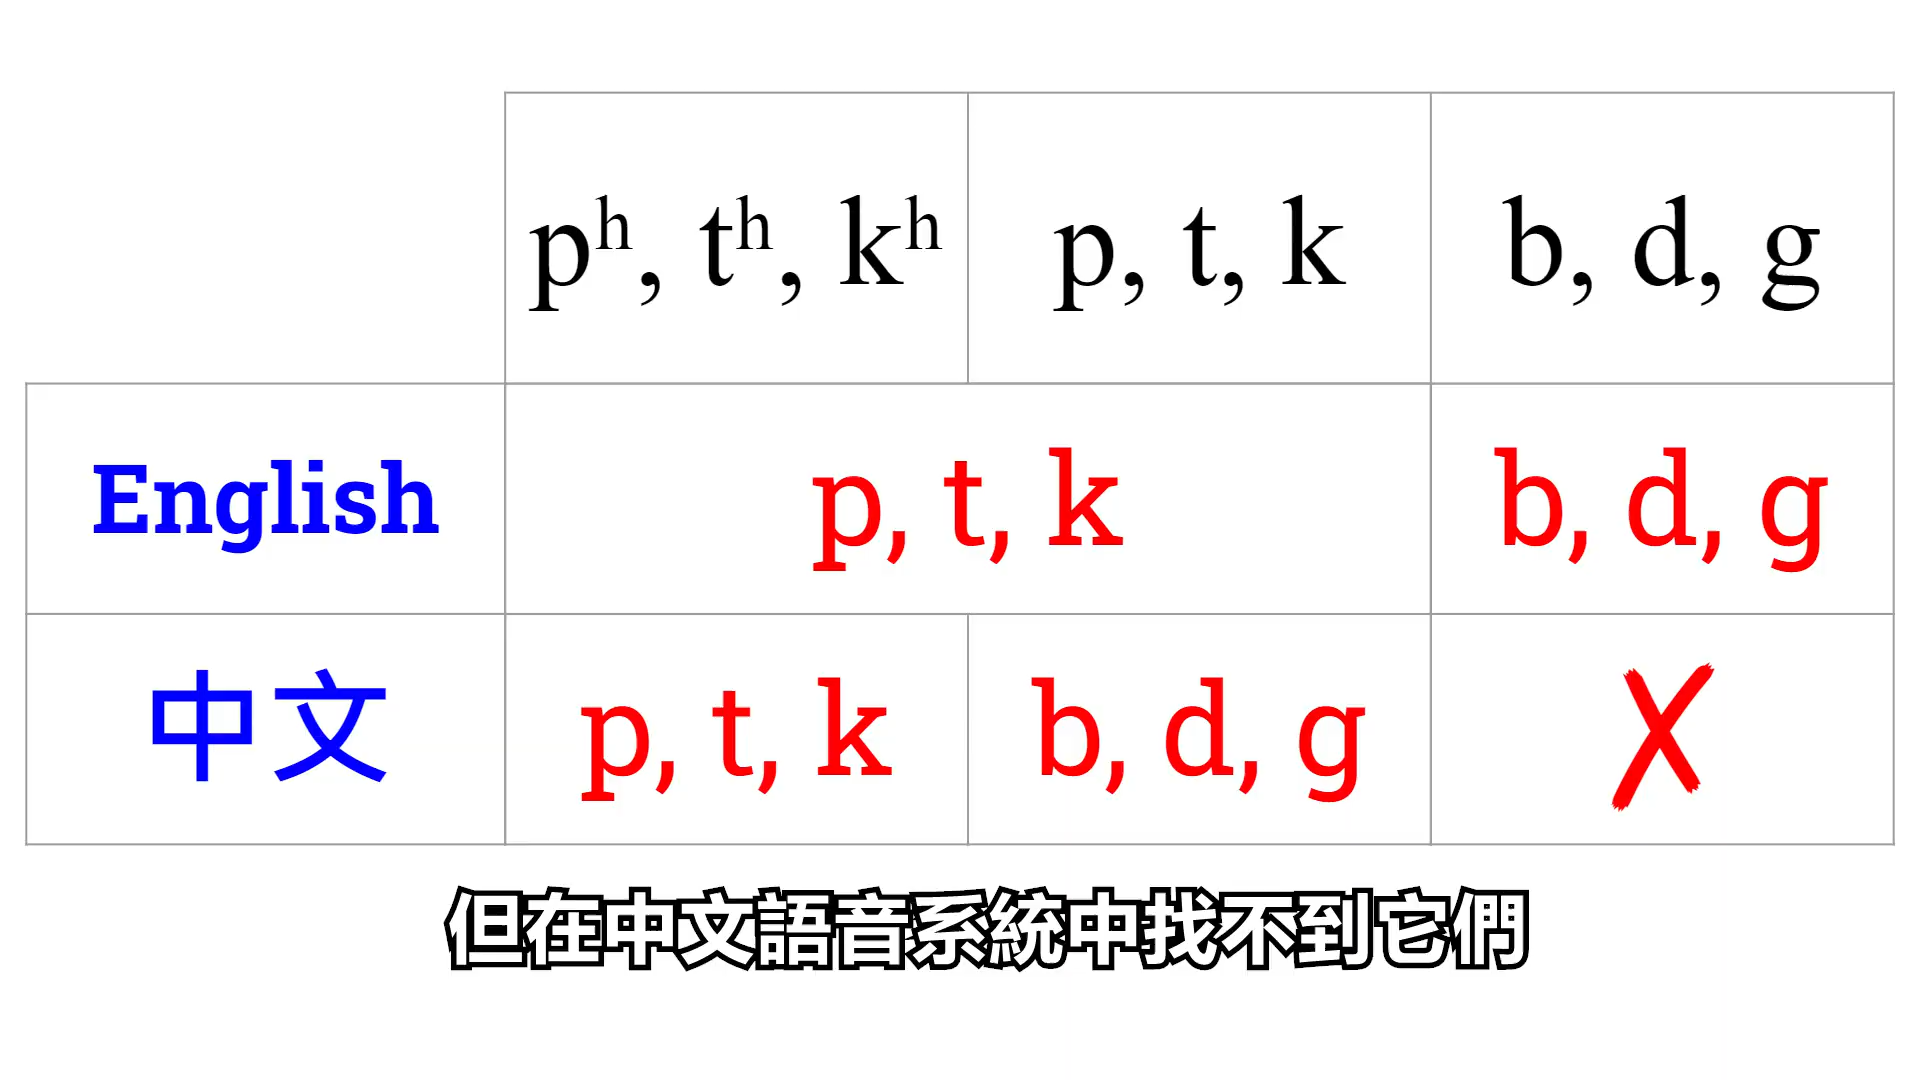 pʰ, tʰ, kʰ p, t, k b, d, g
English p, t, k b, d, g
中文 p, t, k b, d, g ✗
但在中文語音系統中找不到它們